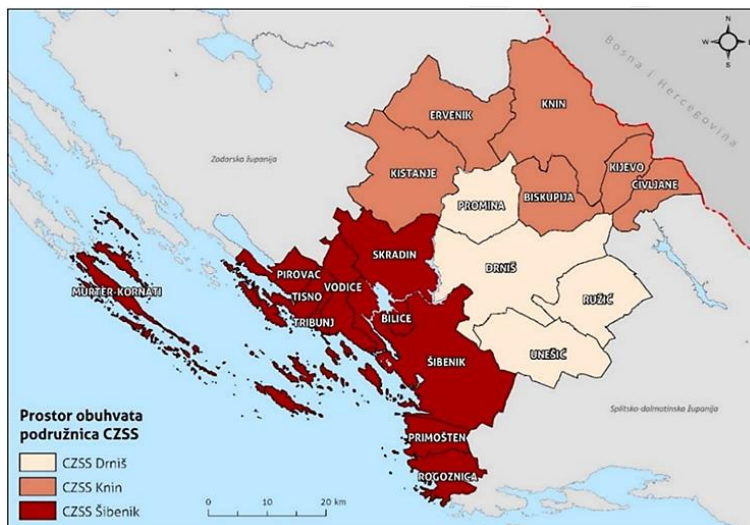 N
W
S
Bosna i Hercegovina
KNIN
ERVENIK
KIJEVO
KISTANJE
CIVLJANE
BISKUPIJA
PROMINA
Zadarska županija
SKRADIN
DRNIŠ
PIROVAC
VODICE
MURTER-KORNATI
TISNO
RUŽIĆ
BILICE
TRIBUNJ
UNEŠIĆ
ŠIBENIK
Splitsko-dalmatinska županija
PRIMOŠTEN
ROGOZNICA
Prostor obuhvata
područnica CZSS
CZSS Drniš
CZSS Knin
CZSS Šibenik
0 10 20 km